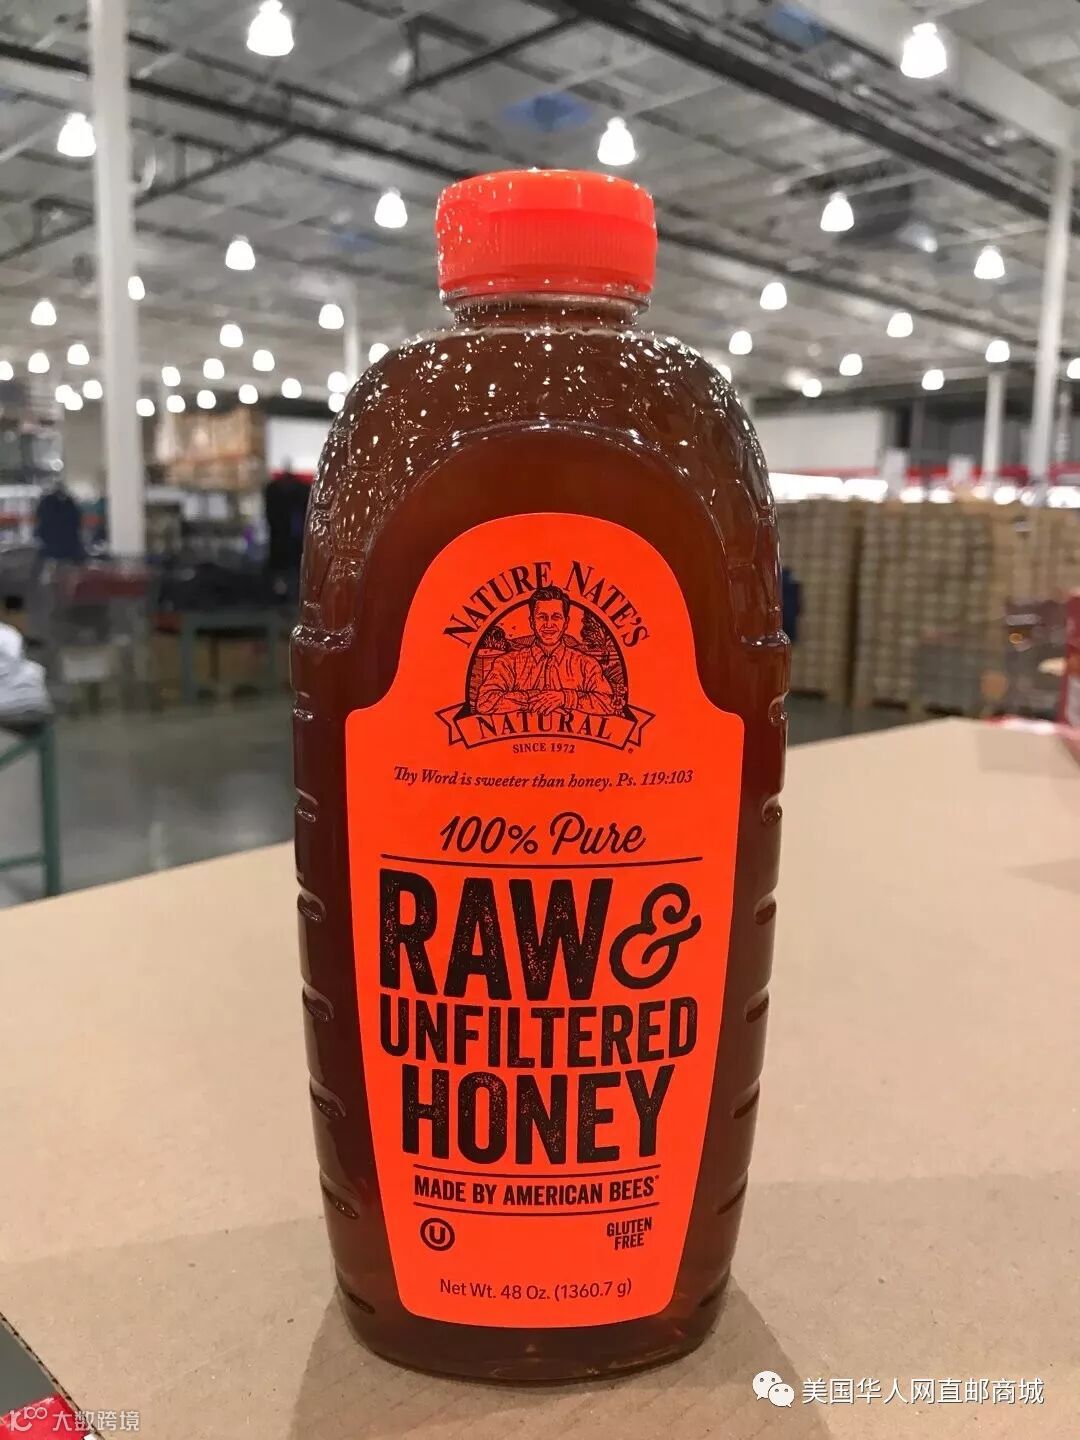 NATURE NATE'S
NATURAL
SINCE 1972
Thy Word is sweeter than honey. Ps. 119:103
100% Pure
RAW &
UNFILTERED
HONEY
MADE BY AMERICAN BEES
U
GLUTEN
FREE
Net Wt. 48 Oz. (1360.7 g)
美国华人网直邮商城
大数跨境